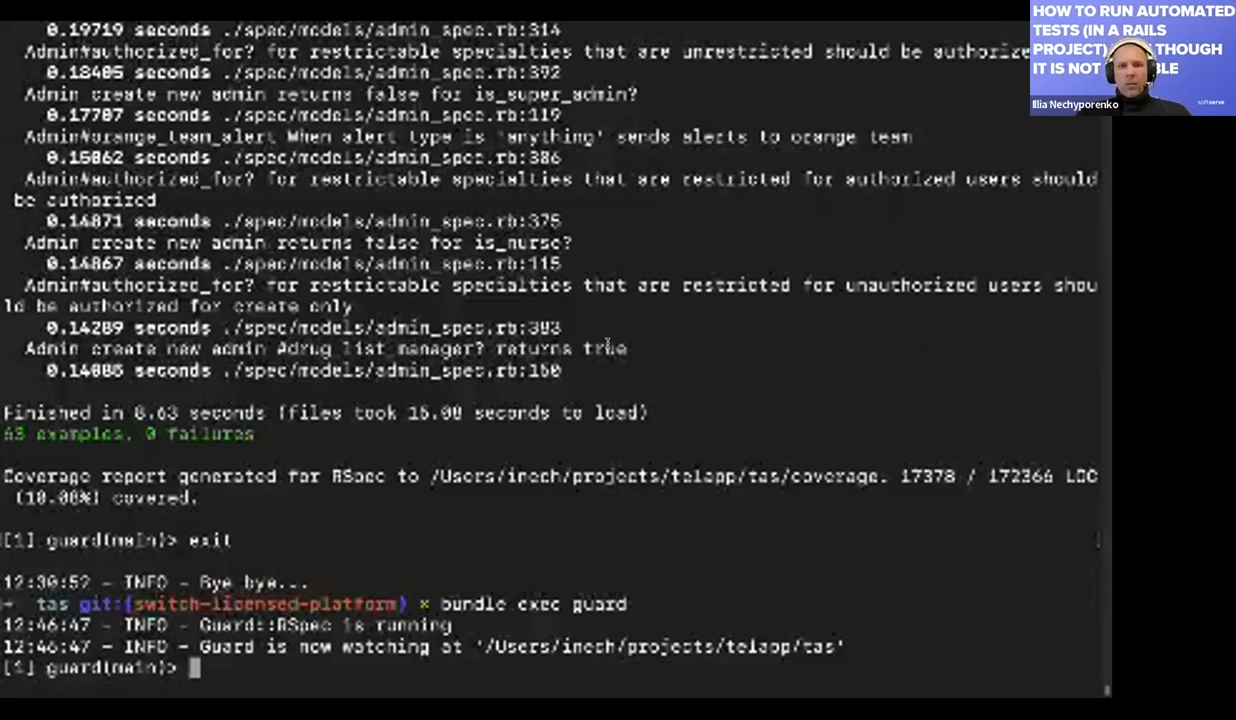 0.19719 seconds ./spec/models/admin_spec.rb:314
Admin#authorized_for? for restrictable specialties that are unrestricted should be authorize
0.18405 seconds ./spec/models/admin_spec.rb:392
Admin create new admin returns false for is_super_admin?
0.17707 seconds ./spec/models/admin_spec.rb:119
Admin#orange_team_alert When alert type is 'anything' sends alerts to orange team
0.15062 seconds ./spec/models/admin_spec.rb:386
Admin#authorized_for? for restrictable specialties that are restricted for authorized users should
be authorized
0.14871 seconds ./spec/models/admin_spec.rb:375
Admin create new admin returns false for is_nurse?
0.14867 seconds ./spec/models/admin_spec.rb:115
Admin#authorized_for? for restrictable specialties that are restricted for unauthorized users shou
ld be authorized for create only
0.14289 seconds ./spec/models/admin_spec.rb:383
Admin create new admin #drug_list_manager? returns true
0.14085 seconds ./spec/models/admin_spec.rb:160
Finished in 8.63 seconds (files took 15.08 seconds to load)
63 examples, 0 failures
Coverage report generated for RSpec to /Users/inech/projects/telapp/tas/coverage. 17378 / 172366 LOC
(10.08%) covered.
[1] guard(main)> exit
12:30:52 - INFO - Bye bye...
tas git:(switch-licensed-platform) × bundle exec guard
12:46:47 - INFO - Guard::RSpec is running
12:46:47 - INFO - Guard is now watching at '/Users/inech/projects/telapp/tas'
[1] guard(main)>
HOW TO RUN AUTOMATED
TESTS (IN A RAILS
PROJECT) THOUGH
IT IS NOT BLE
Illia Nechyporenko
softserve